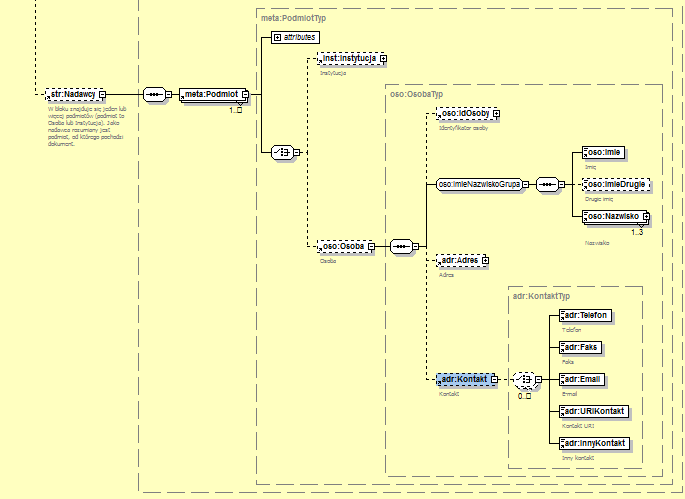 meta:PodmiotTyp
attributes
inst:Instytucja
Instytucja
str:Nadawcy
W bloku znajduje się jeden lub
więcej podmiotów (podmiot to
Osoba lub Instytucja). Jako
nadawca rozumiany jest
podmiot, od którego pochodzi
dokument.
meta:Podmiot
1..
oso:OsobaTyp
oso:IdOsoby
Identyfikator osoby
oso:ImieNazwiskoGrupa
oso:Imie
Imię
oso:ImieDrugie
Drugie imię
oso:Nazwisko
1..3
Nazwisko
oso:Osoba
Osoba
adr:Adres
Adres
adr:KontaktTyp
adr:Kontakt
Kontakt
0..
adr:Telefon
Telefon
adr:Faks
Faks
adr:Email
Email
adr:URIKontakt
Kontakt URI
adr:InnyKontakt
Inny kontakt